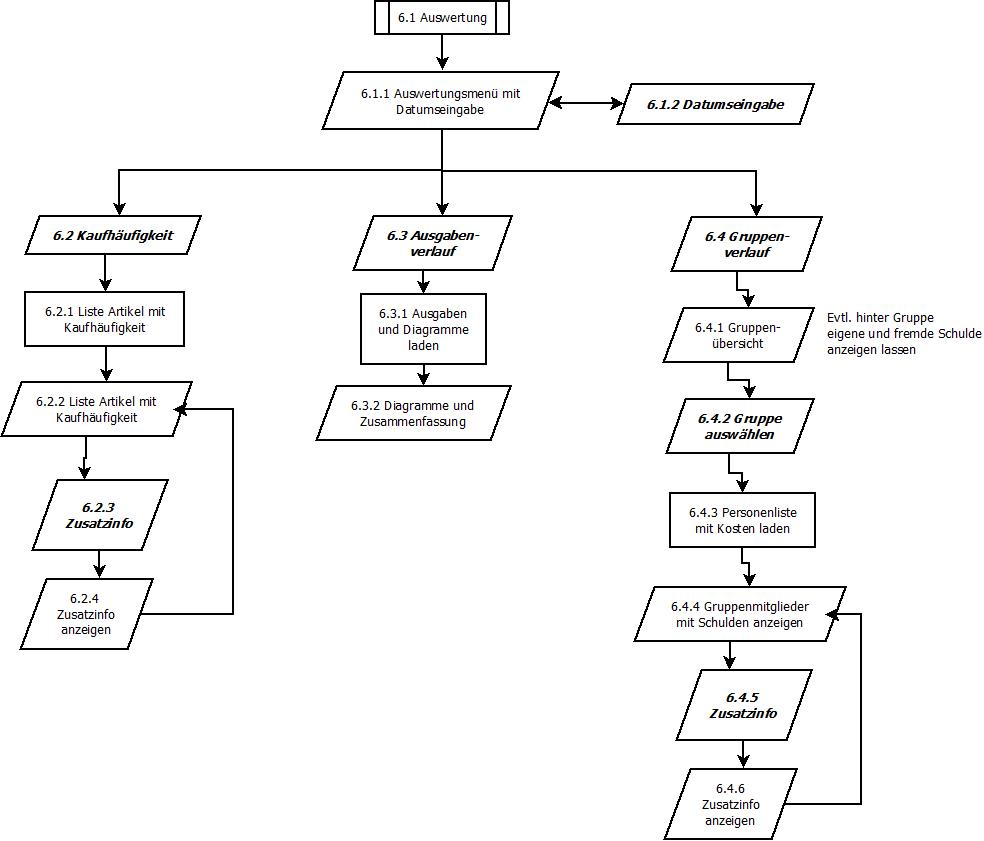 6.1 Auswertung
6.1.1 Auswertungsmenü mit
Datumseingabe
6.1.2 Datumseingabe
6.2 Kaufhäufigkeit
6.2.1 Liste Artikel mit
Kaufhäufigkeit
6.2.2 Liste Artikel mit
Kaufhäufigkeit
6.2.3
Zusatzinfo
6.2.4
Zusatzinfo
anzeigen
6.3 Ausgaben-
verlauf
6.3.1 Ausgaben
und Diagramme
laden
6.3.2 Diagramme und
Zusammenfassung
6.4 Gruppen-
verlauf
6.4.1 Gruppen-
übersicht
Evtl. hinter Gruppe
eigene und fremde Schulde
anzeigen lassen
6.4.2 Gruppe
auswählen
6.4.3 Personenliste
mit Kosten laden
6.4.4 Gruppenmitglieder
mit Schulden anzeigen
6.4.5
Zusatzinfo
6.4.6
Zusatzinfo
anzeigen